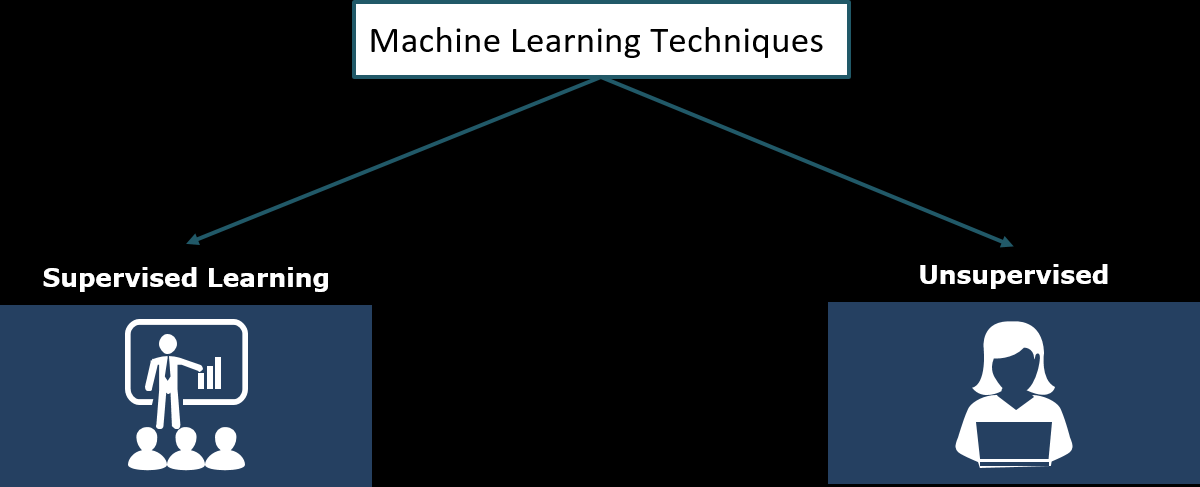 Machine Learning Techniques
Supervised Learning
Unsupervised